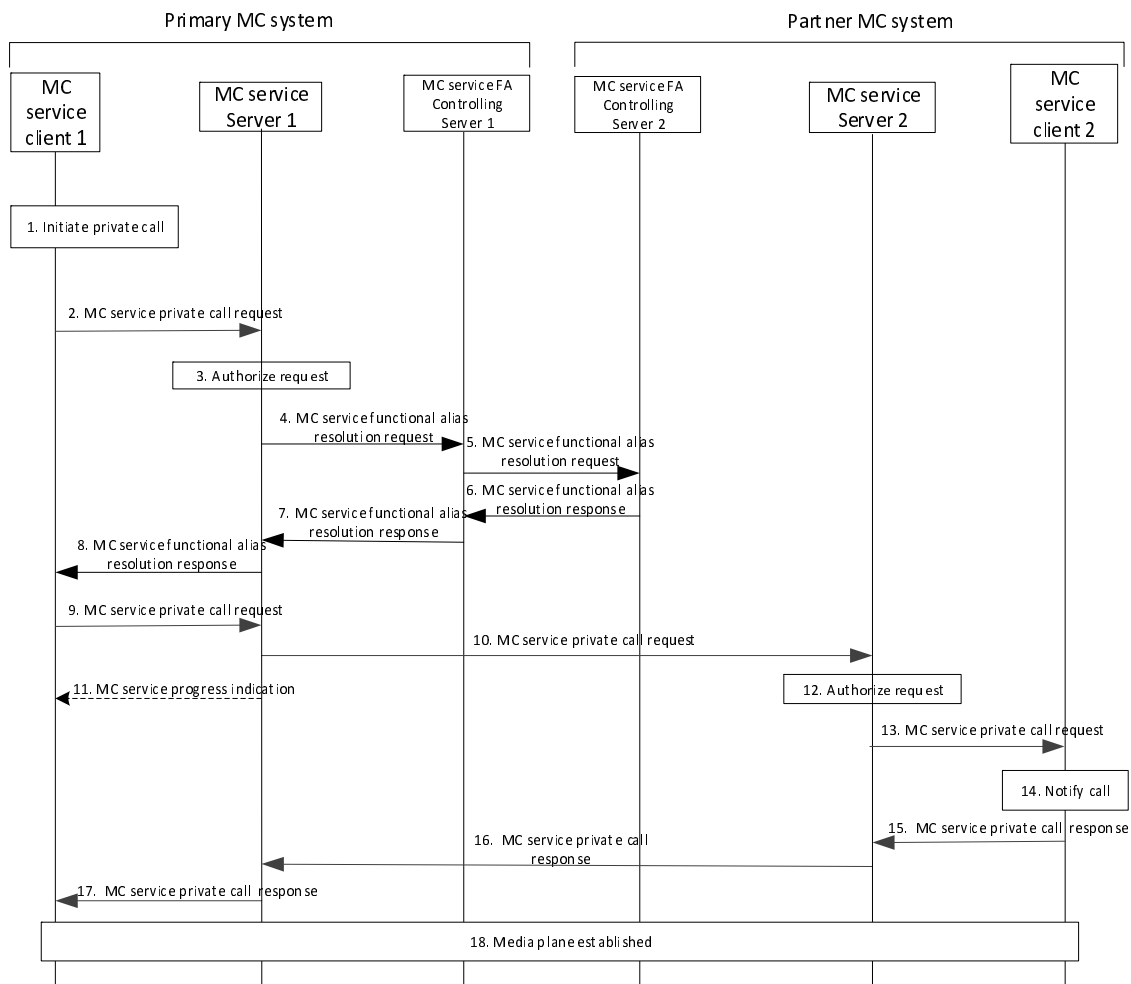 Primary MC system
Partner MC system
MC
service
client 1
MC service
Server 1
MC service FA
Controlling
Server 1
MC service FA
Controlling
Server 2
MC service
Server 2
MC
service
client 2
1. Initiate private call
2. MC service private call request
3. Authorize request
4. MC service functional alias
resolution request
5. MC service functional alias
resolution request
6. MC service functional alias
resolution response
7. MC service functional alias
resolution response
8. MC service functional alias
resolution response
9. MC service private call request
10. MC service private call request
11. MC service progress indication
12. Authorize request
13. MC service private call request
14. Notify call
15. MC service private call response
16. MC service private call
response
17. MC service private call response
18. Media plane established